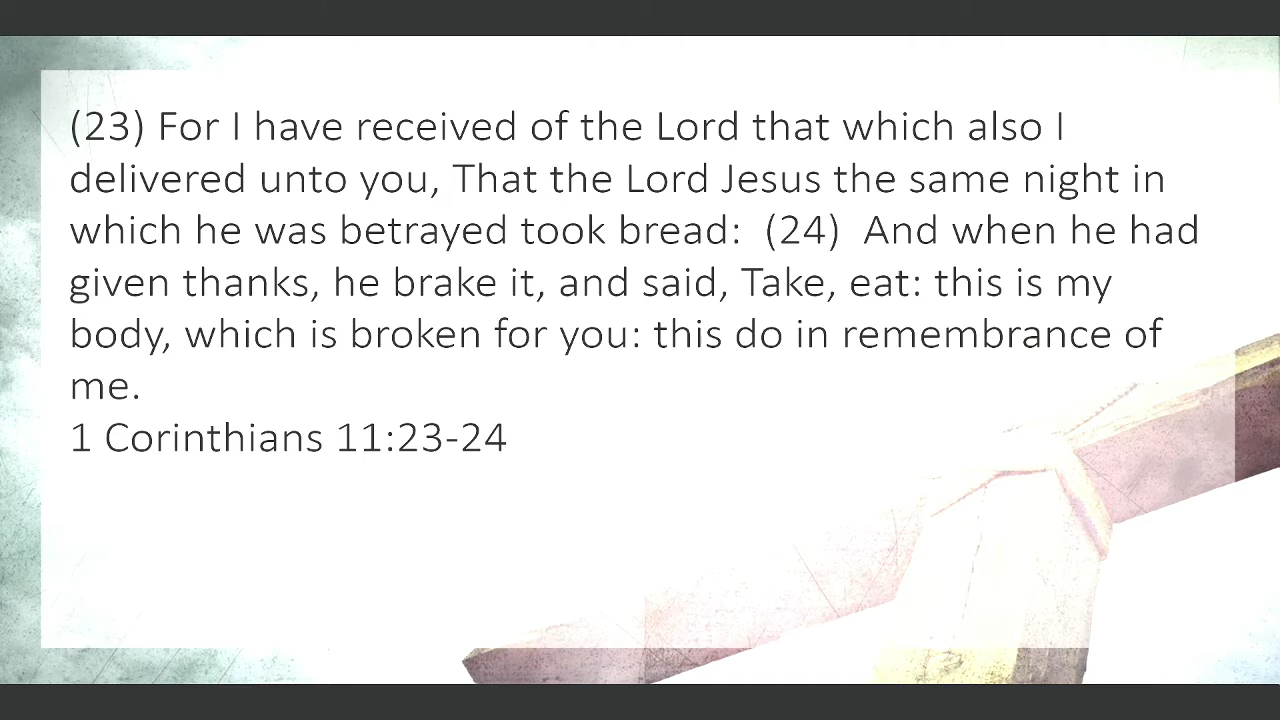 (23) For I have received of the Lord that which also I
delivered unto you, That the Lord Jesus the same night in
which he was betrayed took bread:  (24)  And when he had
given thanks, he brake it, and said, Take, eat: this is my
body, which is broken for you: this do in remembrance of
me.
1 Corinthians 11:23-24